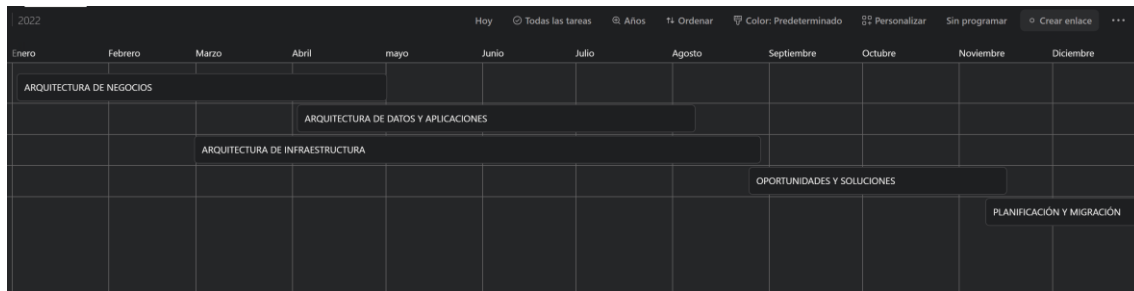 2022 Hoy Todas las tareas Años Ordenar Color: Predeterminado Personalizar Sin programar Crear enlace ...
Enero Febrero Marzo Abril mayo Junio Julio Agosto Septiembre Octubre Noviembre Diciembre
ARQUITECTURA DE NEGOCIOS
ARQUITECTURA DE DATOS Y APLICACIONES
ARQUITECTURA DE INFRAESTRUCTURA
OPORTUNIDADES Y SOLUCIONES
PLANIFICACIÓN Y MIGRACIÓN